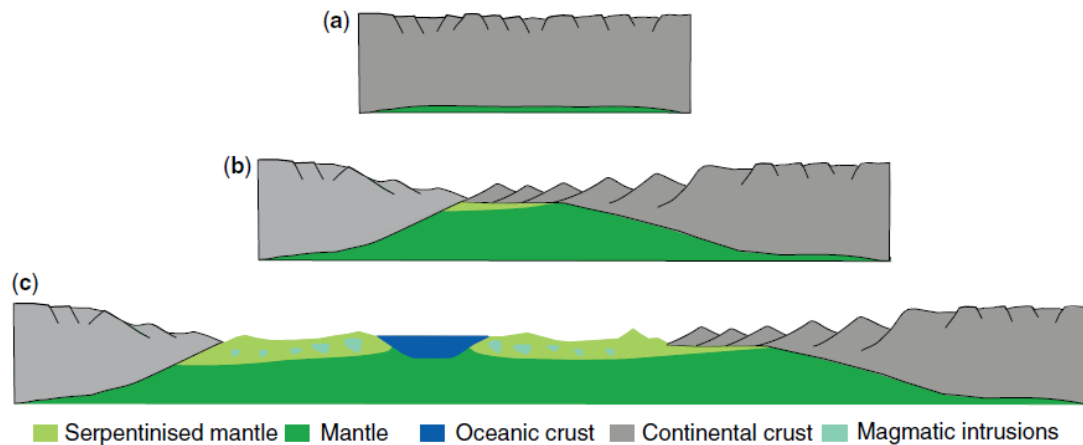 (a)
(b)
(c)
Serpentinised mantle Mantle Oceanic crust Continental crust Magmatic intrusions